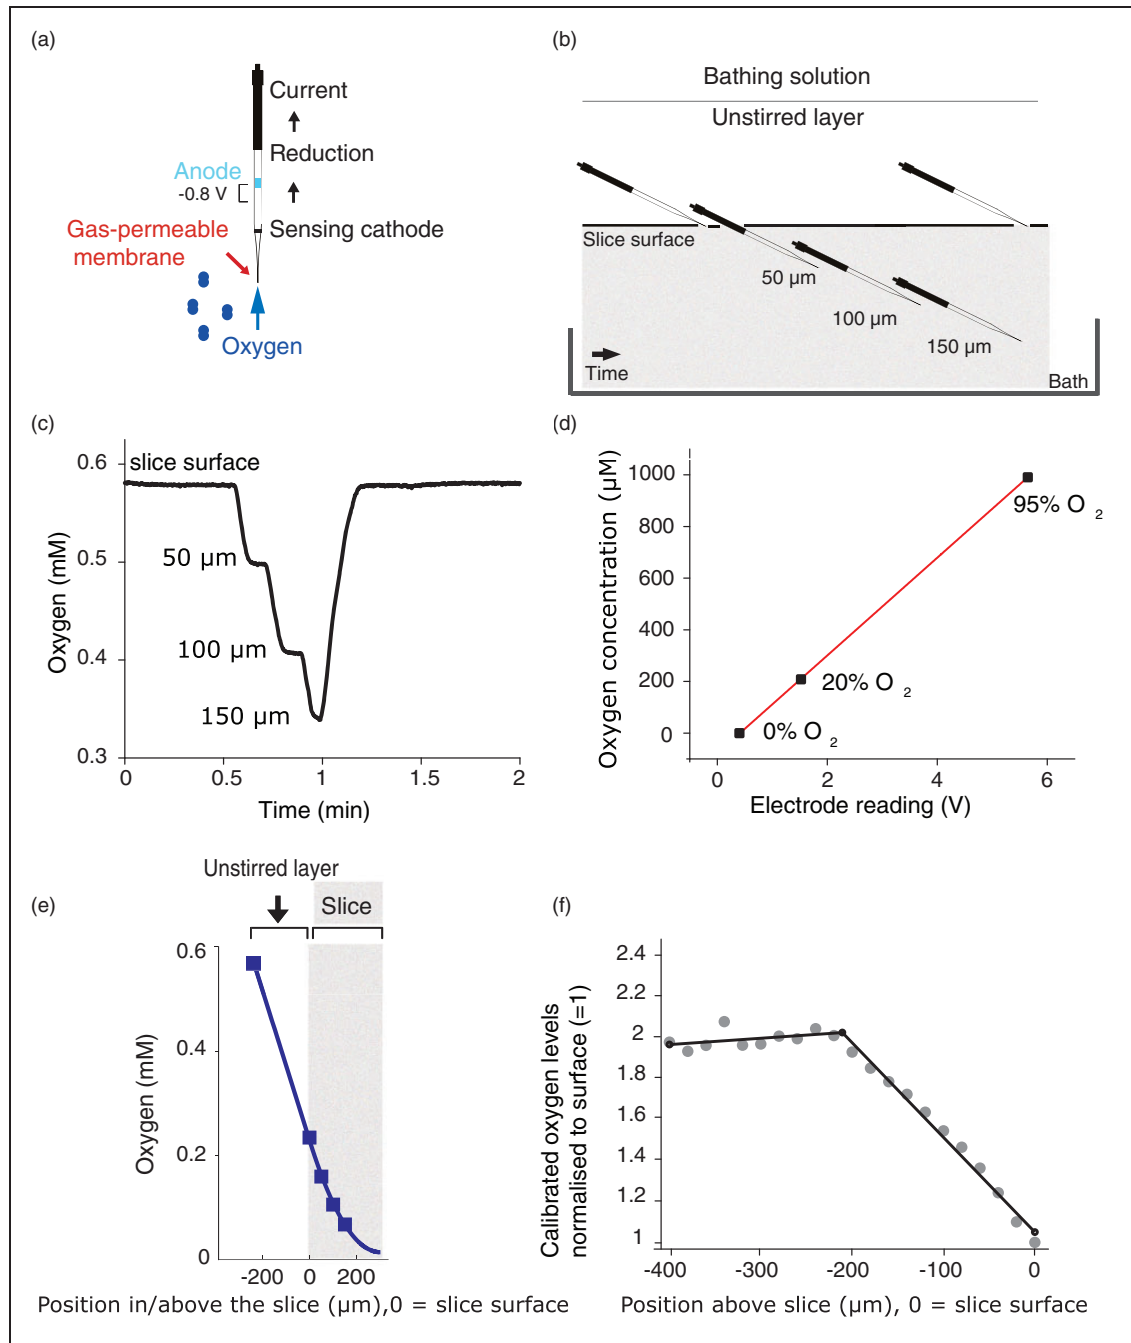 (a)
Current
Reduction
Anode
-0.8 V
Sensing cathode
Gas-permeable
membrane
Oxygen
(b)
Bathing solution
Unstirred layer
Slice surface
50 µm
100 µm
150 µm
Time
Bath
(c)
Oxygen (mM)
0.6
0.5
0.4
0.3
slice surface
50 µm
100 µm
150 µm
0 0.5 1 1.5 2
Time (min)
(d)
Oxygen concentration (µM)
1000
800
600
400
200
0
95% O 2
20% O 2
0% O 2
0 2 4 6
Electrode reading (V)
(e)
Unstirred layer
Slice
Oxygen (mM)
0.6
0.4
0.2
0
-200 0 200
Position in/above the slice (µm),0 = slice surface
(f)
Calibrated oxygen levels
normalised to surface (=1)
2.4
2.2
2
1.8
1.6
1.4
1.2
1
-400 -300 -200 -100 0
Position above slice (µm), 0 = slice surface